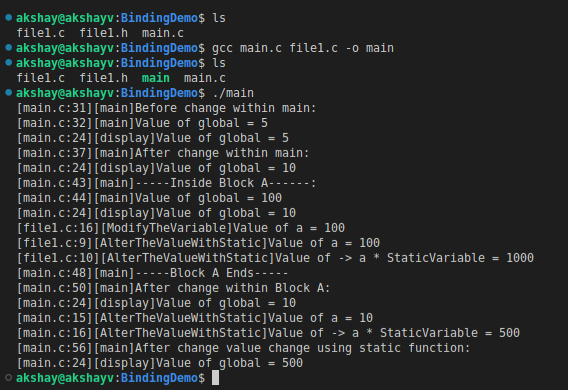 akshay@akshayv:BindingDemo$ ls
file1.c  file1.h  main.c
akshay@akshayv:BindingDemo$ gcc main.c file1.c -o main
akshay@akshayv:BindingDemo$ ls
file1.c  file1.h  main  main.c
akshay@akshayv:BindingDemo$ ./main
[main.c:31][main]Before change within main:
[main.c:32][main]Value of global = 5
[main.c:24][display]Value of global = 5
[main.c:37][main]After change within main:
[main.c:24][display]Value of global = 10
[main.c:43][main]-----Inside Block A------:
[main.c:44][main]Value of global = 100
[main.c:24][display]Value of global = 10
[file1.c:16][ModifyTheVariable]Value of a = 100
[file1.c:9][AlterTheValueWithStatic]Value of a = 100
[file1.c:10][AlterTheValueWithStatic]Value of -> a * StaticVariable = 1000
[main.c:48][main]-----Block A Ends-----
[main.c:50][main]After change within Block A:
[main.c:24][display]Value of global = 10
[main.c:15][AlterTheValueWithStatic]Value of a = 10
[main.c:16][AlterTheValueWithStatic]Value of -> a * StaticVariable = 500
[main.c:56][main]After change value change using static function:
[main.c:24][display]Value of global = 500
akshay@akshayv:BindingDemo$